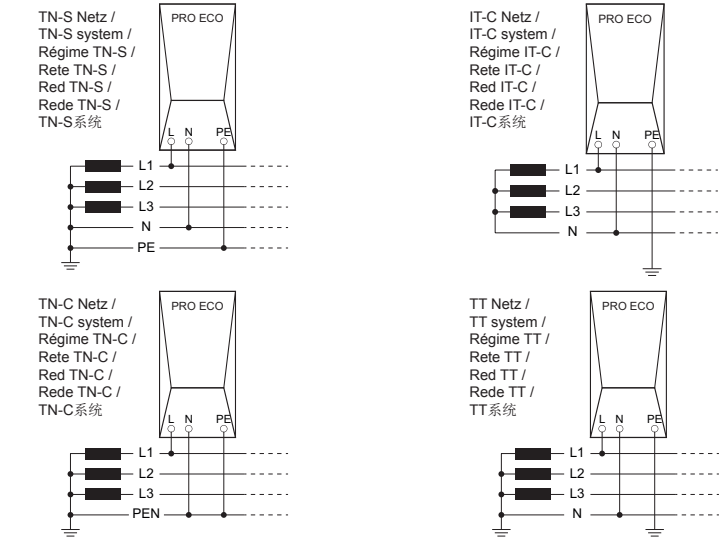 TN-S Netz /
TN-S system /
Régime TN-S /
Rete TN-S /
Red TN-S /
Rede TN-S /
TN-S系统
PRO ECO
L N PE
L1
L2
L3
N
PE
IT-C Netz /
IT-C system /
Régime IT-C /
Rete IT-C /
Red IT-C /
Rede IT-C /
IT-C系统
PRO ECO
L N PE
L1
L2
L3
N
TN-C Netz /
TN-C system /
Régime TN-C /
Rete TN-C /
Red TN-C /
Rede TN-C /
TN-C系统
PRO ECO
L N PE
L1
L2
L3
PEN
TT Netz /
TT system /
Régime TT /
Rete TT /
Red TT /
Rede TT /
TT系统
PRO ECO
L N PE
L1
L2
L3
N